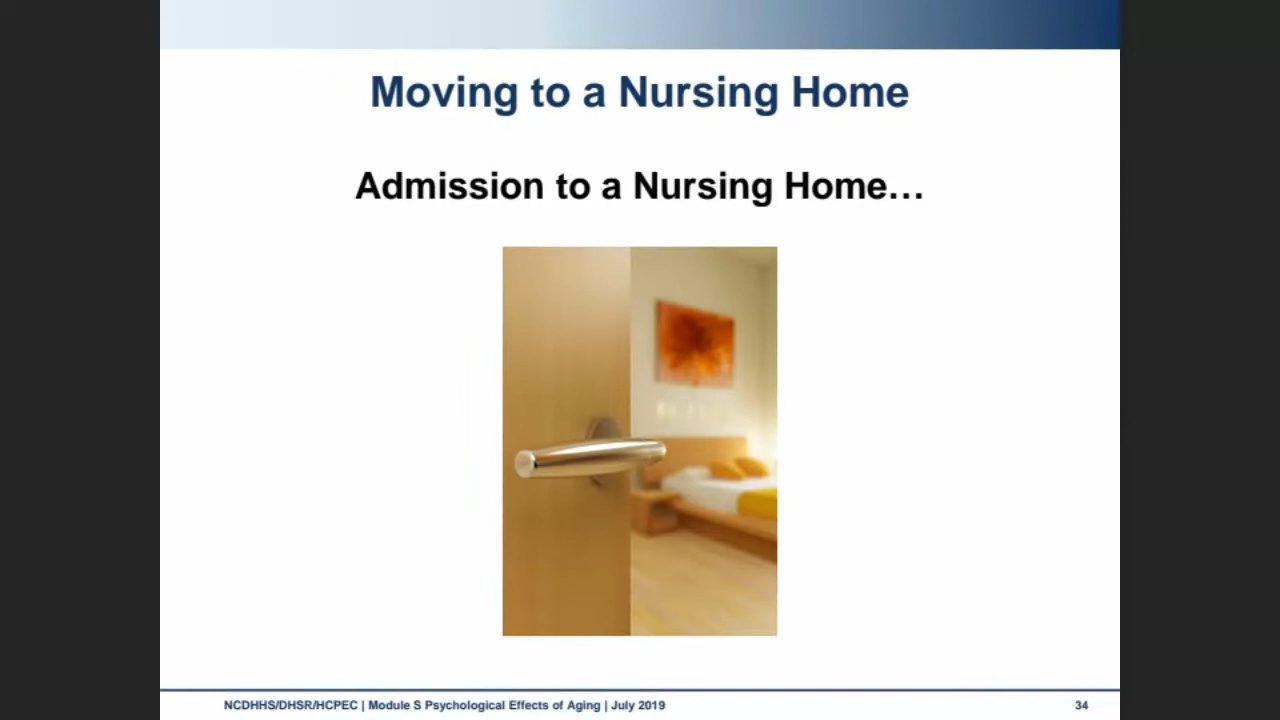 Moving to a Nursing Home
Admission to a Nursing Home…
NCDHHS/DHSR/HCPEC | Module S Psychological Effects of Aging | July 2019
34